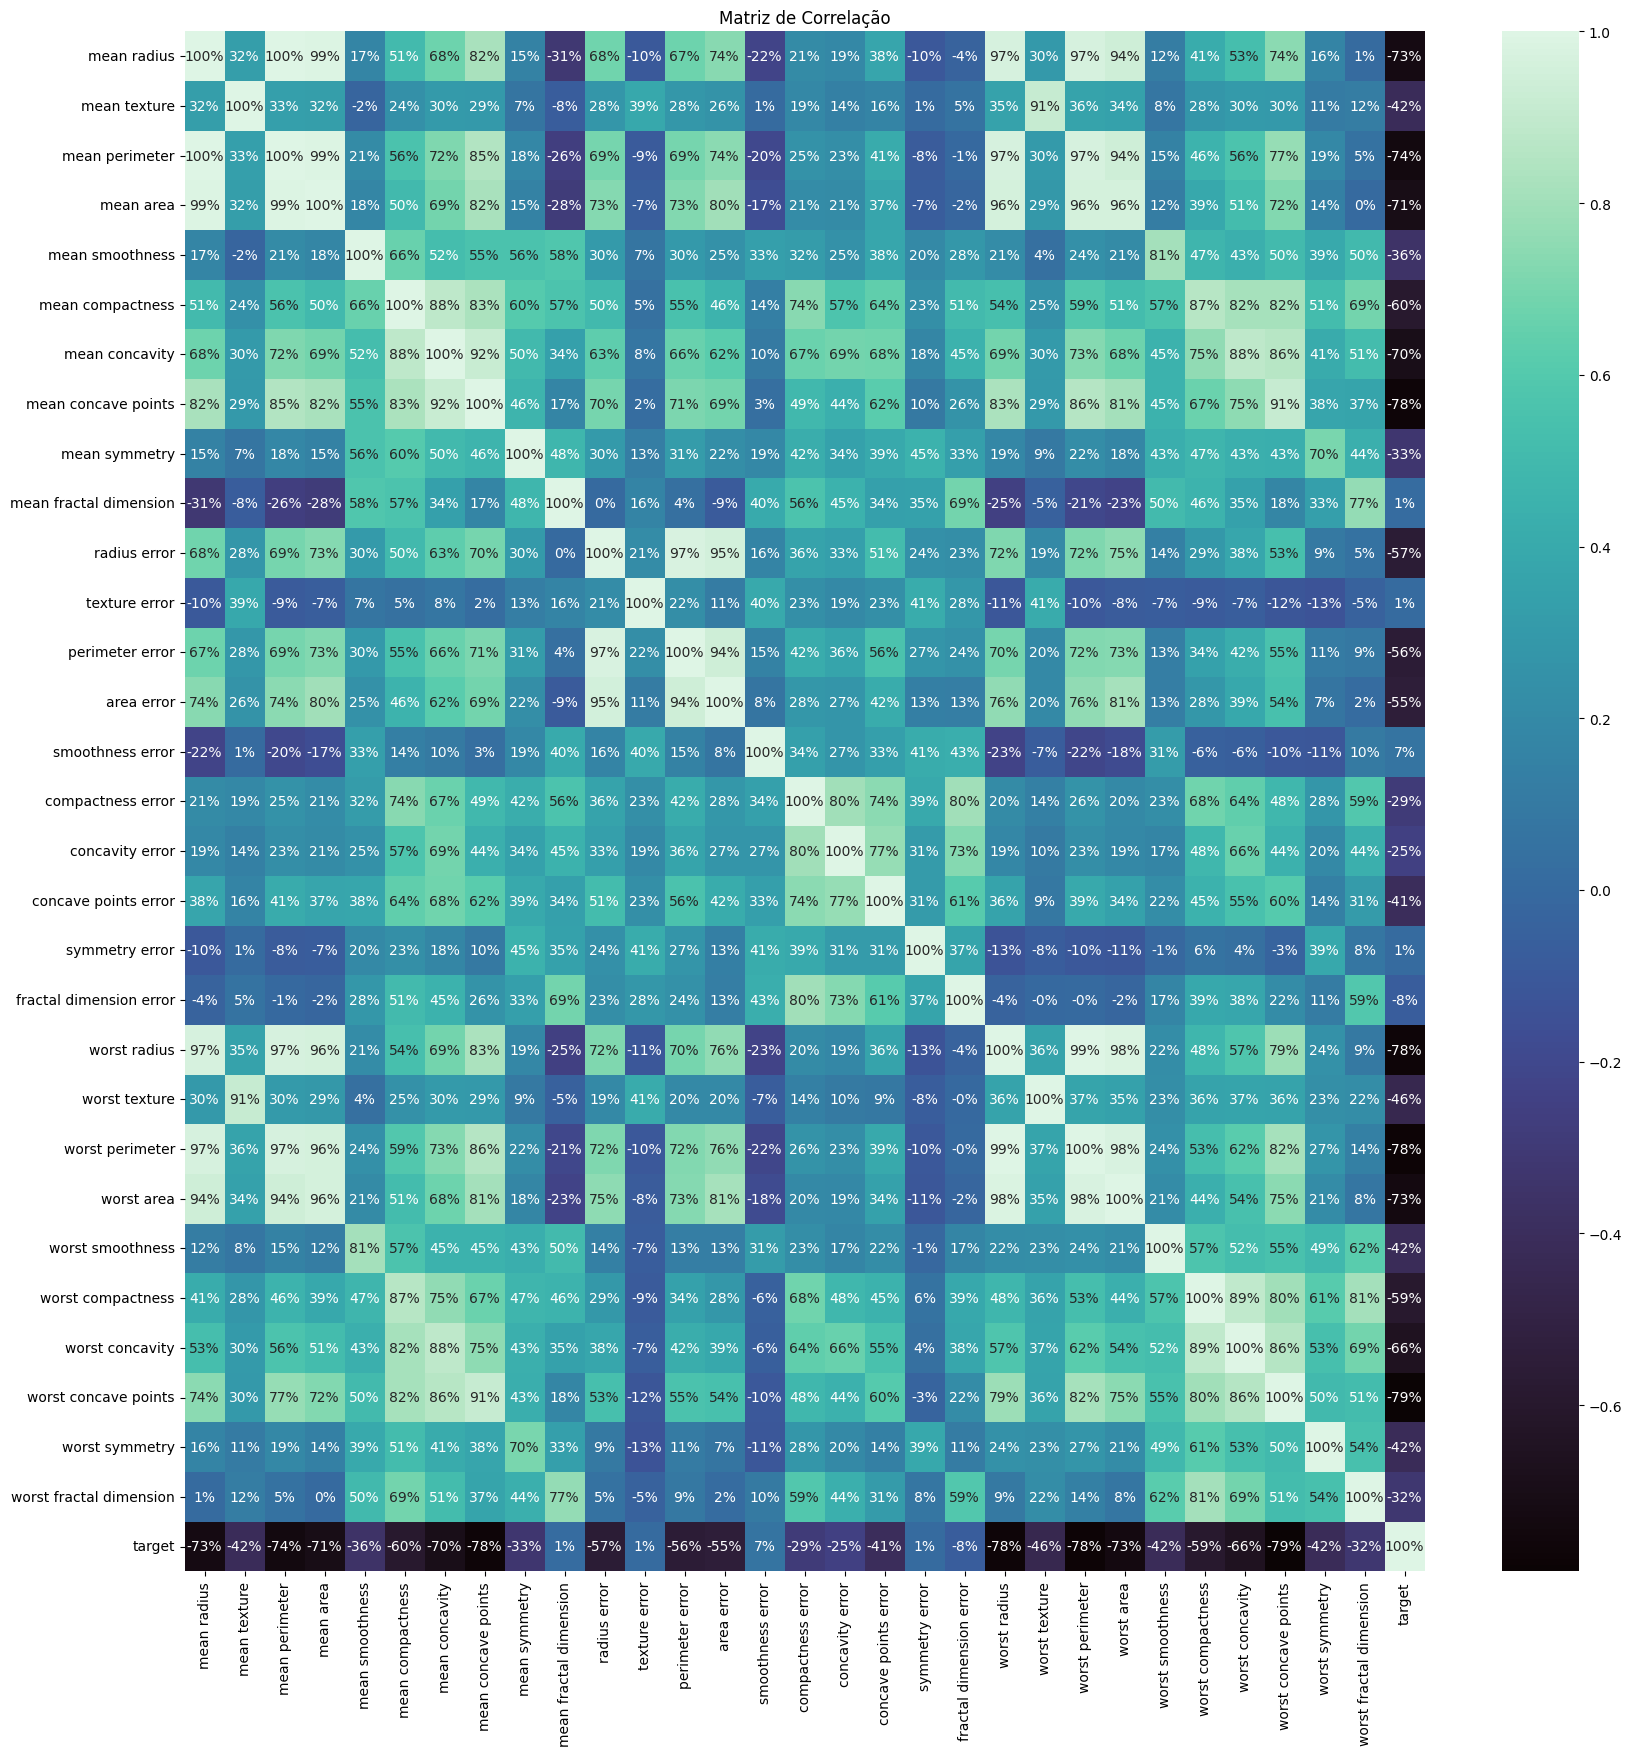 Matriz de Correlação
mean radius 100% 32% 100% 99% 17% 51% 68% 82% 15% -31% 68% -10% 67% 74% -22% 21% 19% 38% -10% -4% 97% 30% 97% 94% 12% 41% 53% 74% 16% 1% -73%
mean texture 32% 100% 33% 32% -2% 24% 30% 29% 7% -8% 28% 39% 28% 26% 1% 19% 14% 16% 1% 5% 35% 91% 36% 34% 8% 28% 30% 30% 11% 12% -42%
mean perimeter 100% 33% 100% 99% 21% 56% 72% 85% 18% -26% 69% -9% 69% 74% -20% 25% 23% 41% -8% -1% 97% 30% 97% 94% 15% 46% 56% 77% 19% 5% -74%
mean area 99% 32% 99% 100% 18% 50% 69% 82% 15% -28% 73% -7% 73% 80% -17% 21% 21% 37% -7% -2% 96% 29% 96% 96% 12% 39% 51% 72% 14% 0% -71%
mean smoothness 17% -2% 21% 18% 100% 66% 52% 55% 56% 58% 30% 7% 30% 25% 33% 32% 25% 38% 20% 28% 21% 4% 24% 21% 81% 47% 43% 50% 39% 50% -36%
mean compactness 51% 24% 56% 50% 66% 100% 88% 83% 60% 57% 50% 5% 55% 46% 14% 74% 57% 64% 23% 51% 54% 25% 59% 51% 57% 87% 82% 82% 51% 69% -60%
mean concavity 68% 30% 72% 69% 52% 88% 100% 92% 50% 34% 63% 8% 66% 62% 10% 67% 69% 68% 18% 45% 69% 30% 73% 68% 45% 75% 88% 86% 41% 51% -70%
mean concave points 82% 29% 85% 82% 55% 83% 92% 100% 46% 17% 70% 2% 71% 69% 3% 49% 44% 62% 10% 26% 83% 29% 86% 81% 45% 67% 75% 91% 38% 37% -78%
mean symmetry 15% 7% 18% 15% 56% 60% 50% 46% 100% 48% 30% 13% 31% 22% 19% 42% 34% 39% 45% 33% 19% 9% 22% 18% 43% 47% 43% 43% 70% 44% -33%
mean fractal dimension -31% -8% -26% -28% 58% 57% 34% 17% 48% 100% 0% 16% 4% -9% 40% 56% 45% 34% 35% 69% -25% -5% -21% -23% 50% 46% 35% 18% 33% 77% 1%
radius error 68% 28% 69% 73% 30% 50% 63% 70% 30% 0% 100% 21% 97% 95% 16% 36% 33% 51% 24% 23% 72% 19% 72% 75% 14% 29% 38% 53% 9% 5% -57%
texture error -10% 39% -9% -7% 7% 5% 8% 2% 13% 16% 21% 100% 22% 11% 40% 23% 19% 23% 41% 28% -11% 41% -10% -8% -7% -9% -7% -12% -13% -5% 1%
perimeter error 67% 28% 69% 73% 30% 55% 66% 71% 31% 4% 97% 22% 100% 94% 15% 42% 36% 56% 27% 24% 70% 20% 72% 73% 13% 34% 42% 55% 11% 9% -56%
area error 74% 26% 74% 80% 25% 46% 62% 69% 22% -9% 95% 11% 94% 100% 8% 28% 27% 42% 13% 13% 76% 20% 76% 81% 13% 28% 39% 54% 7% 2% -55%
smoothness error -22% 1% -20% -17% 33% 14% 10% 3% 19% 40% 16% 40% 15% 8% 100% 34% 27% 33% 41% 43% -23% -7% -22% -18% 31% -6% -6% -10% -11% 10% 7%
compactness error 21% 19% 25% 21% 32% 74% 67% 49% 42% 56% 36% 23% 42% 28% 34% 100% 80% 74% 39% 80% 20% 14% 26% 20% 23% 68% 64% 48% 28% 59% -29%
concavity error 19% 14% 23% 21% 25% 57% 69% 44% 34% 45% 33% 19% 36% 27% 27% 80% 100% 77% 31% 73% 19% 10% 23% 19% 17% 48% 66% 44% 20% 44% -25%
concave points error 38% 16% 41% 37% 38% 64% 68% 62% 39% 34% 51% 23% 56% 42% 33% 74% 77% 100% 31% 61% 36% 9% 39% 34% 22% 45% 55% 60% 14% 31% -41%
symmetry error -10% 1% -8% -7% 20% 23% 18% 10% 45% 35% 24% 41% 27% 13% 41% 39% 31% 31% 100% 37% -13% -8% -10% -11% -1% 6% 4% -3% 39% 8% 1%
fractal dimension error -4% 5% -1% -2% 28% 51% 45% 26% 33% 69% 23% 28% 24% 13% 43% 80% 73% 61% 37% 100% -4% -0% -0% -2% 17% 39% 38% 22% 11% 59% -8%
worst radius 97% 35% 97% 96% 21% 54% 69% 83% 19% -25% 72% -11% 70% 76% -23% 20% 19% 36% -13% -4% 100% 36% 99% 98% 22% 48% 57% 79% 24% 9% -78%
worst texture 30% 91% 30% 29% 4% 25% 30% 29% 9% -5% 19% 41% 20% 20% -7% 14% 10% 9% -8% -0% 36% 100% 37% 35% 23% 36% 37% 36% 23% 22% -46%
worst perimeter 97% 36% 97% 96% 24% 59% 73% 86% 22% -21% 72% -10% 72% 76% -22% 26% 23% 39% -10% -0% 99% 37% 100% 98% 24% 53% 62% 82% 27% 14% -78%
worst area 94% 34% 94% 96% 21% 51% 68% 81% 18% -23% 75% -8% 73% 81% -18% 20% 19% 34% -11% -2% 98% 35% 98% 100% 21% 44% 54% 75% 21% 8% -73%
worst smoothness 12% 8% 15% 12% 81% 57% 45% 45% 43% 50% 14% -7% 13% 13% 31% 23% 17% 22% -1% 17% 22% 23% 24% 21% 100% 57% 52% 55% 49% 62% -42%
worst compactness 41% 28% 46% 39% 47% 87% 75% 67% 47% 46% 29% -9% 34% 28% -6% 68% 48% 45% 6% 39% 48% 36% 53% 44% 57% 100% 89% 80% 61% 81% -59%
worst concavity 53% 30% 56% 51% 43% 82% 88% 75% 43% 35% 38% -7% 42% 39% -6% 64% 66% 55% 4% 38% 57% 37% 62% 54% 52% 89% 100% 86% 53% 69% -66%
worst concave points 74% 30% 77% 72% 50% 82% 86% 91% 43% 18% 53% -12% 55% 54% -10% 48% 44% 60% -3% 22% 79% 36% 82% 75% 55% 80% 86% 100% 50% 51% -79%
worst symmetry 16% 11% 19% 14% 39% 51% 41% 38% 70% 33% 9% -13% 11% 7% -11% 28% 20% 14% 39% 11% 24% 23% 27% 21% 49% 61% 53% 50% 100% 54% -42%
worst fractal dimension 1% 12% 5% 0% 50% 69% 51% 37% 44% 77% 5% -5% 9% 2% 10% 59% 44% 31% 8% 59% 9% 22% 14% 8% 62% 81% 69% 51% 54% 100% -32%
target -73% -42% -74% -71% -36% -60% -70% -78% -33% 1% -57% 1% -56% -55% 7% -29% -25% -41% 1% -8% -78% -46% -78% -73% -42% -59% -66% -79% -42% -32% 100%
mean radius
mean texture
mean perimeter
mean area
mean smoothness
mean compactness
mean concavity
mean concave points
mean symmetry
mean fractal dimension
radius error
texture error
perimeter error
area error
smoothness error
compactness error
concavity error
concave points error
symmetry error
fractal dimension error
worst radius
worst texture
worst perimeter
worst area
worst smoothness
worst compactness
worst concavity
worst concave points
worst symmetry
worst fractal dimension
target
1.0
0.8
0.6
0.4
0.2
0.0
−0.2
−0.4
−0.6